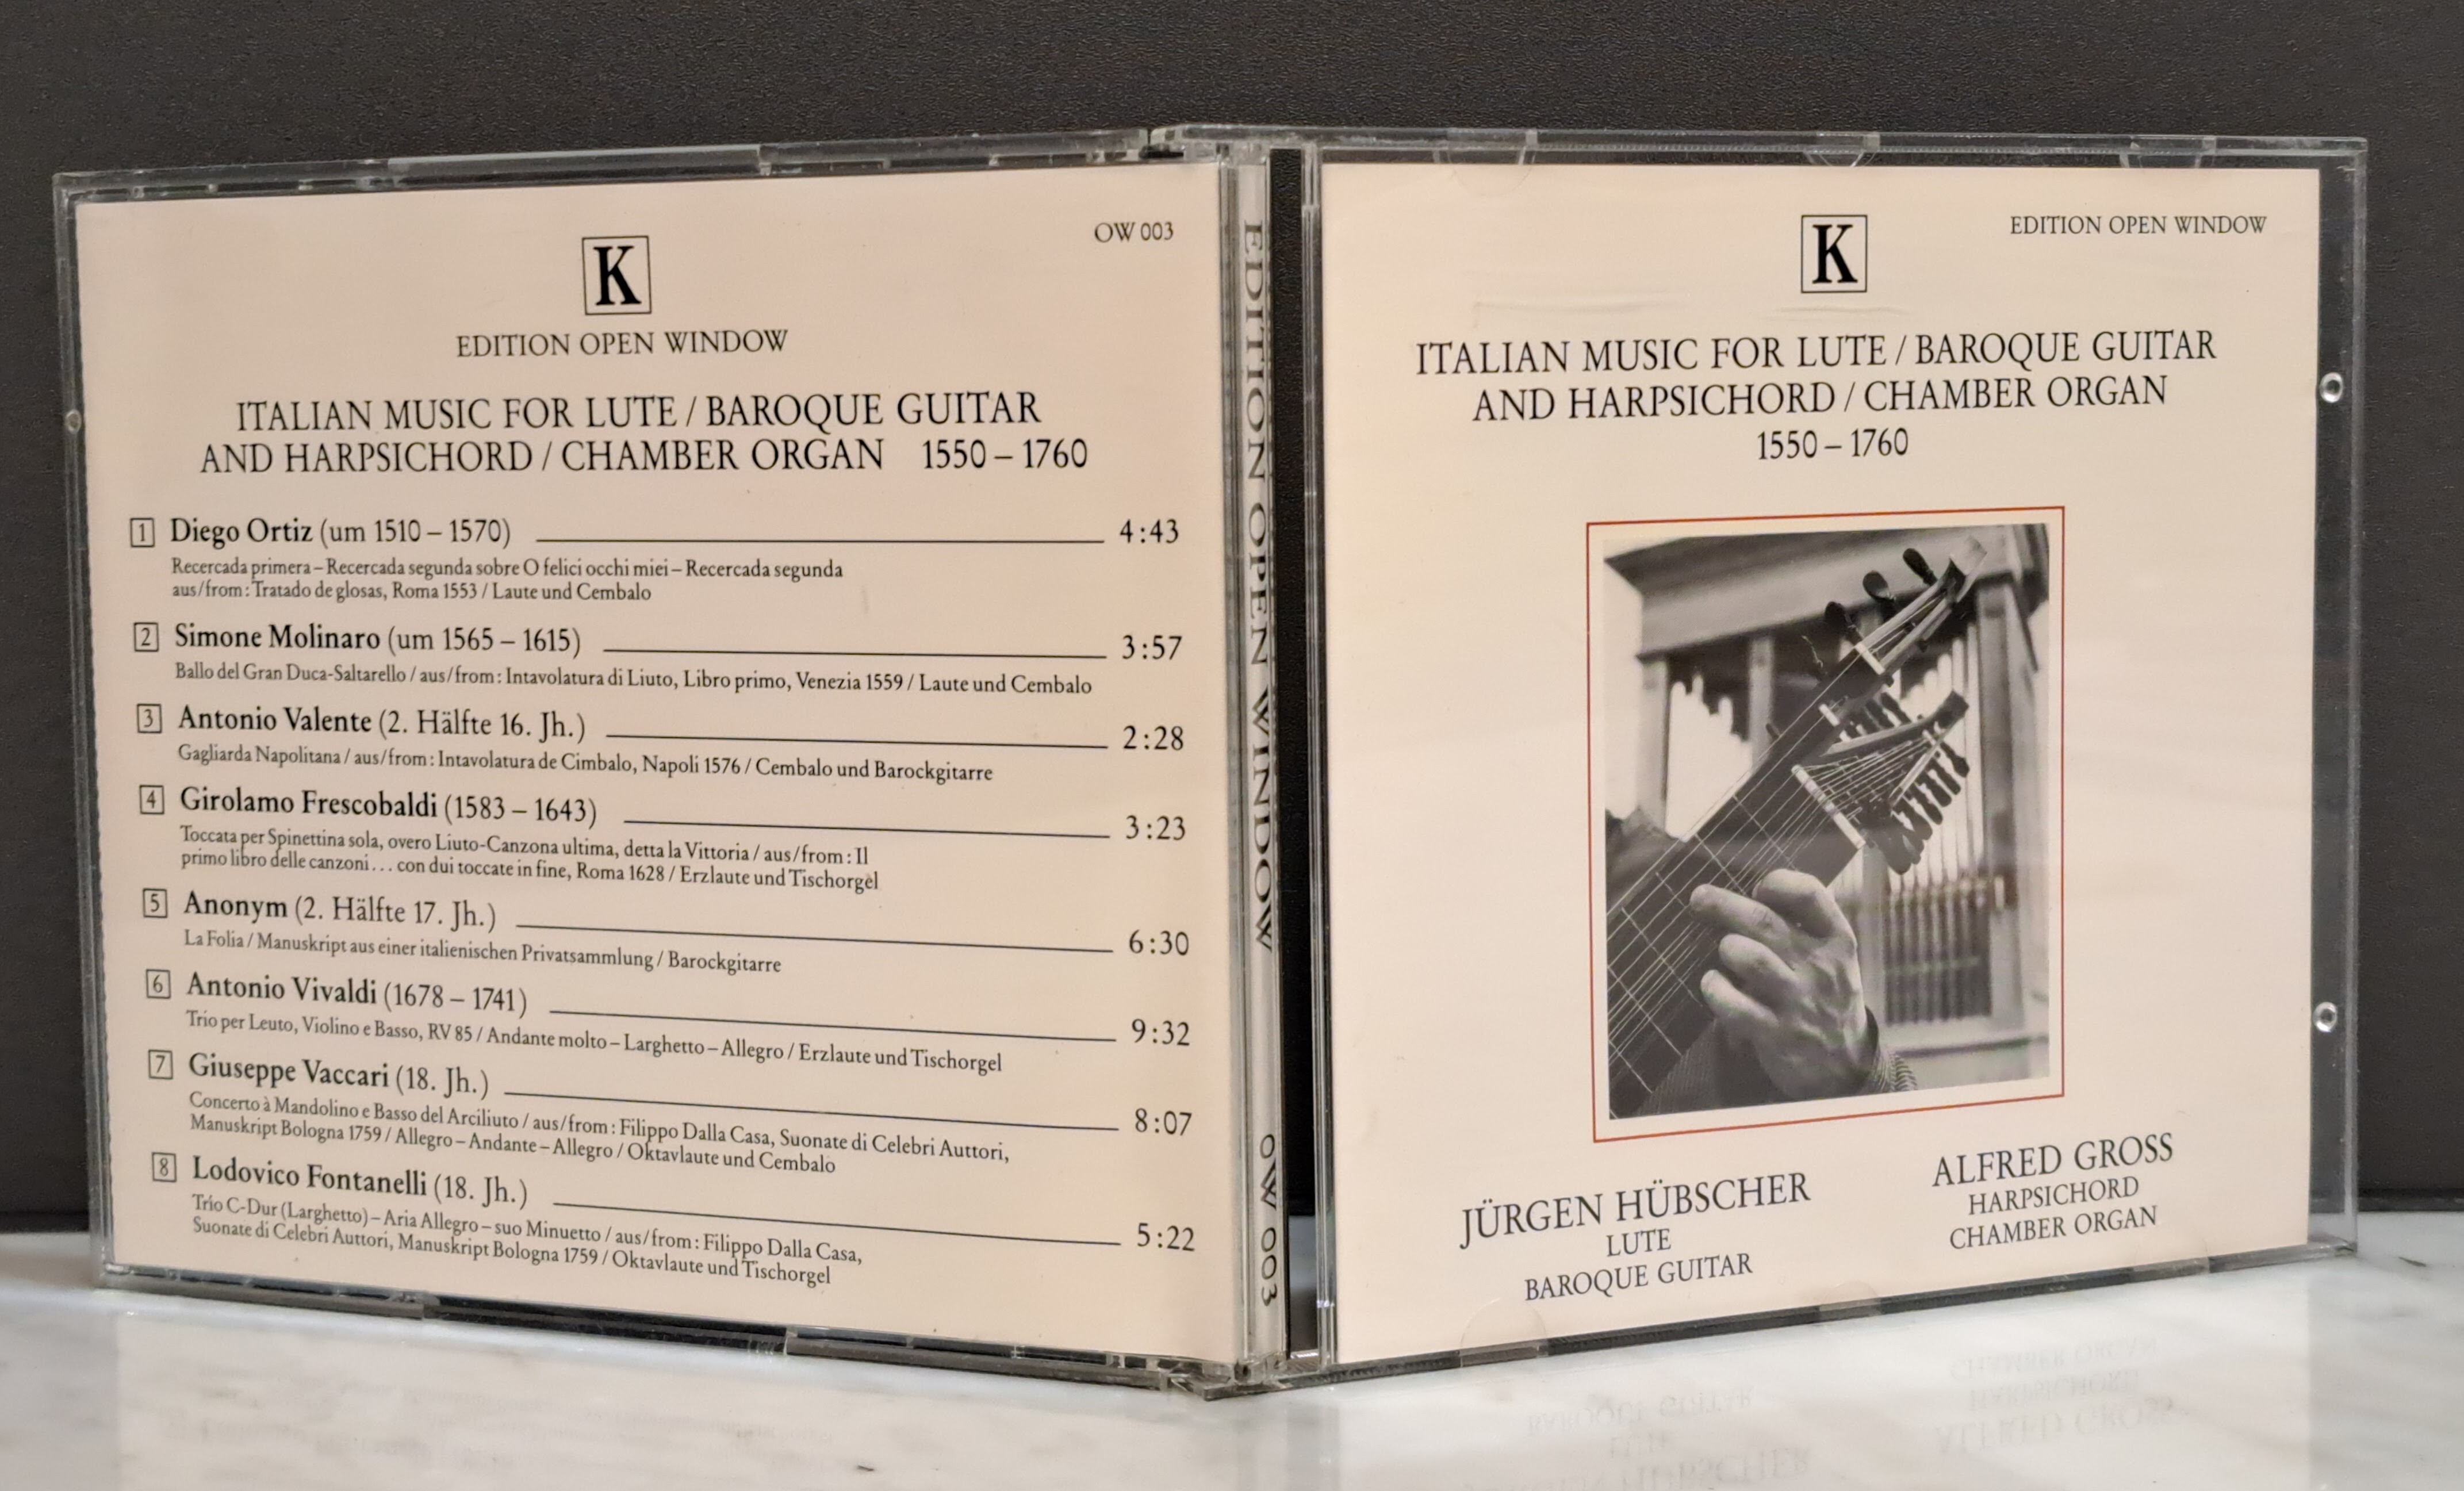 OW 003
K
EDITION OPEN WINDOW
ITALIAN MUSIC FOR LUTE / BAROQUE GUITAR
AND HARPSICHORD / CHAMBER ORGAN 1550 – 1760
1 Diego Ortiz (um 1510 – 1570) 4:43
Recercada primera – Recercada segunda sobre O felici occhi miei – Recercada segunda
aus/from: Tratado de glosas, Roma 1553 / Laute und Cembalo
2 Simone Molinaro (um 1565 – 1615) 3:57
Ballo del Gran Duca-Saltarello / aus/from: Intavolatura di Liuto, Libro primo, Venezia 1559 / Laute und Cembalo
3 Antonio Valente (2. Hälfte 16. Jh.) 2:28
Gagliarda Napolitana / aus/from: Intavolatura de Cimbalo, Napoli 1576 / Cembalo und Barockgitarre
4 Girolamo Frescobaldi (1583 – 1643) 3:23
Toccata per Spinettina sola, overo Liuto-Canzona ultima, detta la Vittoria / aus/from: Il
primo libro delle canzoni... con dui toccate in fine, Roma 1628 / Erzlaute und Tischorgel
5 Anonym (2. Hälfte 17. Jh.) 6:30
La Folia / Manuskript aus einer italienischen Privatsammlung / Barockgitarre
6 Antonio Vivaldi (1678 – 1741) 9:32
Trio per Leuto, Violino e Basso, RV 85 / Andante molto – Larghetto – Allegro / Erzlaute und Tischorgel
7 Giuseppe Vaccari (18. Jh.) 8:07
Concerto à Mandolino e Basso del Arciliuto / aus/from: Filippo Dalla Casa, Suonate di Celebri Auttori,
Manuskript Bologna 1759 / Allegro – Andante – Allegro / Oktavlaute und Cembalo
8 Lodovico Fontanelli (18. Jh.) 5:22
Trio C-Dur (Larghetto) – Aria Allegro – suo Minuetto / aus/from: Filippo Dalla Casa,
Suonate di Celebri Auttori, Manuskript Bologna 1759 / Oktavlaute und Tischorgel
EDITION OPEN WINDOW OW 003
K
EDITION OPEN WINDOW
ITALIAN MUSIC FOR LUTE / BAROQUE GUITAR
AND HARPSICHORD / CHAMBER ORGAN
1550 – 1760
JÜRGEN HÜBSCHER
LUTE
BAROQUE GUITAR
ALFRED GROSS
HARPSICHORD
CHAMBER ORGAN